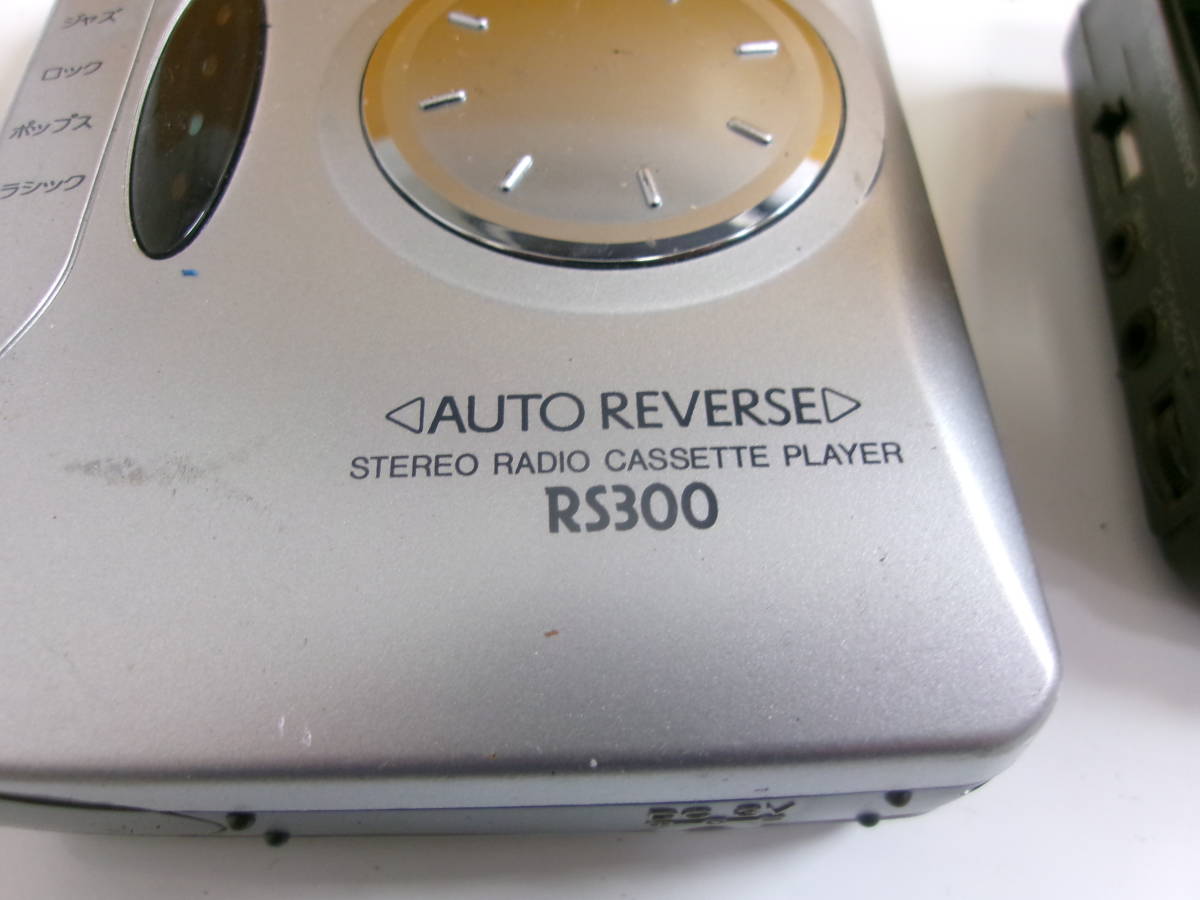 ジャズ
ロック
ポップス
ラシック
◁AUTO REVERSE▷
STEREO RADIO CASSETTE PLAYER
RS300